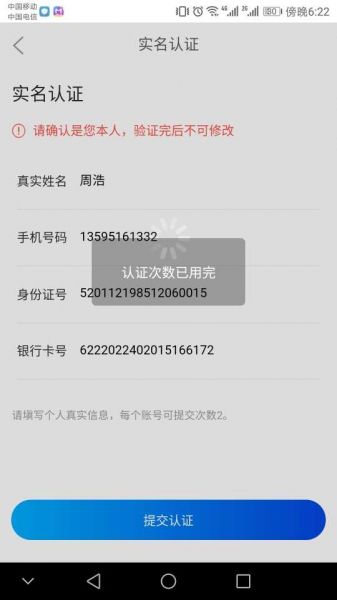 中国移动
中国电信
4G 2G 80 傍晚6:22
实名认证
实名认证
请确认是您本人，验证完后不可修改
真实姓名 周浩
手机号码 13595161332
认证次数已用完
身份证号 520112198512060015
银行卡号 6222022402015166172
请填写个人真实信息，每个账号可提交次数2。
提交认证